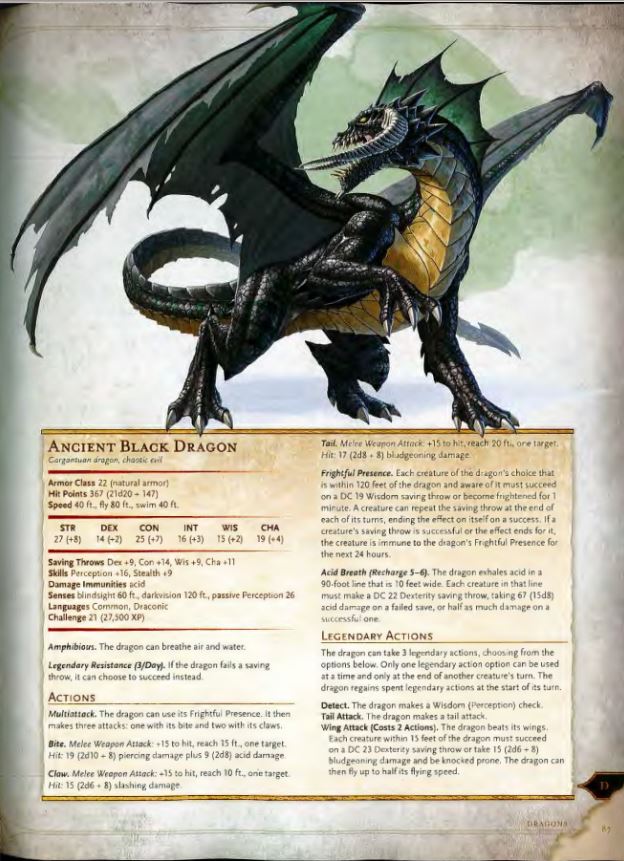 ANCIENT BLACK DRAGON
Gargantuan dragon, chaotic evil
Armor Class 22 (natural armor)
Hit Points 367 (21d20 + 147)
Speed 40 ft., fly 80 ft., swim 40 ft.
STR DEX CON INT WIS CHA
27 (+8) 14 (+2) 25 (+7) 16 (+3) 15 (+2) 19 (+4)
Saving Throws Dex +9, Con +14, Wis +9, Cha +11
Skills Perception +16, Stealth +9
Damage Immunities acid
Senses blindsight 60 ft., darkvision 120 ft., passive Perception 26
Languages Common, Draconic
Challenge 21 (27,500 XP)
Amphibious. The dragon can breathe air and water.
Legendary Resistance (3/Day). If the dragon fails a saving
throw, it can choose to succeed instead.
ACTIONS
Multiattack. The dragon can use its Frightful Presence. It then
makes three attacks: one with its bite and two with its claws.
Bite. Melee Weapon Attack: +15 to hit, reach 15 ft., one target.
Hit: 19 (2d10 + 8) piercing damage plus 9 (2d8) acid damage.
Claw. Melee Weapon Attack: +15 to hit, reach 10 ft., one target.
Hit: 15 (2d6 + 8) slashing damage.
Tail. Melee Weapon Attack: +15 to hit, reach 20 ft., one target.
Hit: 17 (2d8 + 8) bludgeoning damage.
Frightful Presence. Each creature of the dragon's choice that
is within 120 feet of the dragon and aware of it must succeed
on a DC 19 Wisdom saving throw or become frightened for 1
minute. A creature can repeat the saving throw at the end of
each of its turns, ending the effect on itself on a success. If a
creature's saving throw is successful or the effect ends for it,
the creature is immune to the dragon's Frightful Presence for
the next 24 hours.
Acid Breath (Recharge 5–6). The dragon exhales acid in a
90-foot line that is 10 feet wide. Each creature in that line
must make a DC 22 Dexterity saving throw, taking 67 (15d8)
acid damage on a failed save, or half as much damage on a
successful one.
LEGENDARY ACTIONS
The dragon can take 3 legendary actions, choosing from the
options below. Only one legendary action option can be used
at a time and only at the end of another creature's turn. The
dragon regains spent legendary actions at the start of its turn.
Detect. The dragon makes a Wisdom (Perception) check.
Tail Attack. The dragon makes a tail attack.
Wing Attack (Costs 2 Actions). The dragon beats its wings.
Each creature within 15 feet of the dragon must succeed
on a DC 23 Dexterity saving throw or take 15 (2d6 + 8)
bludgeoning damage and be knocked prone. The dragon can
then fly up to half its flying speed.
D
DRAGONS
87